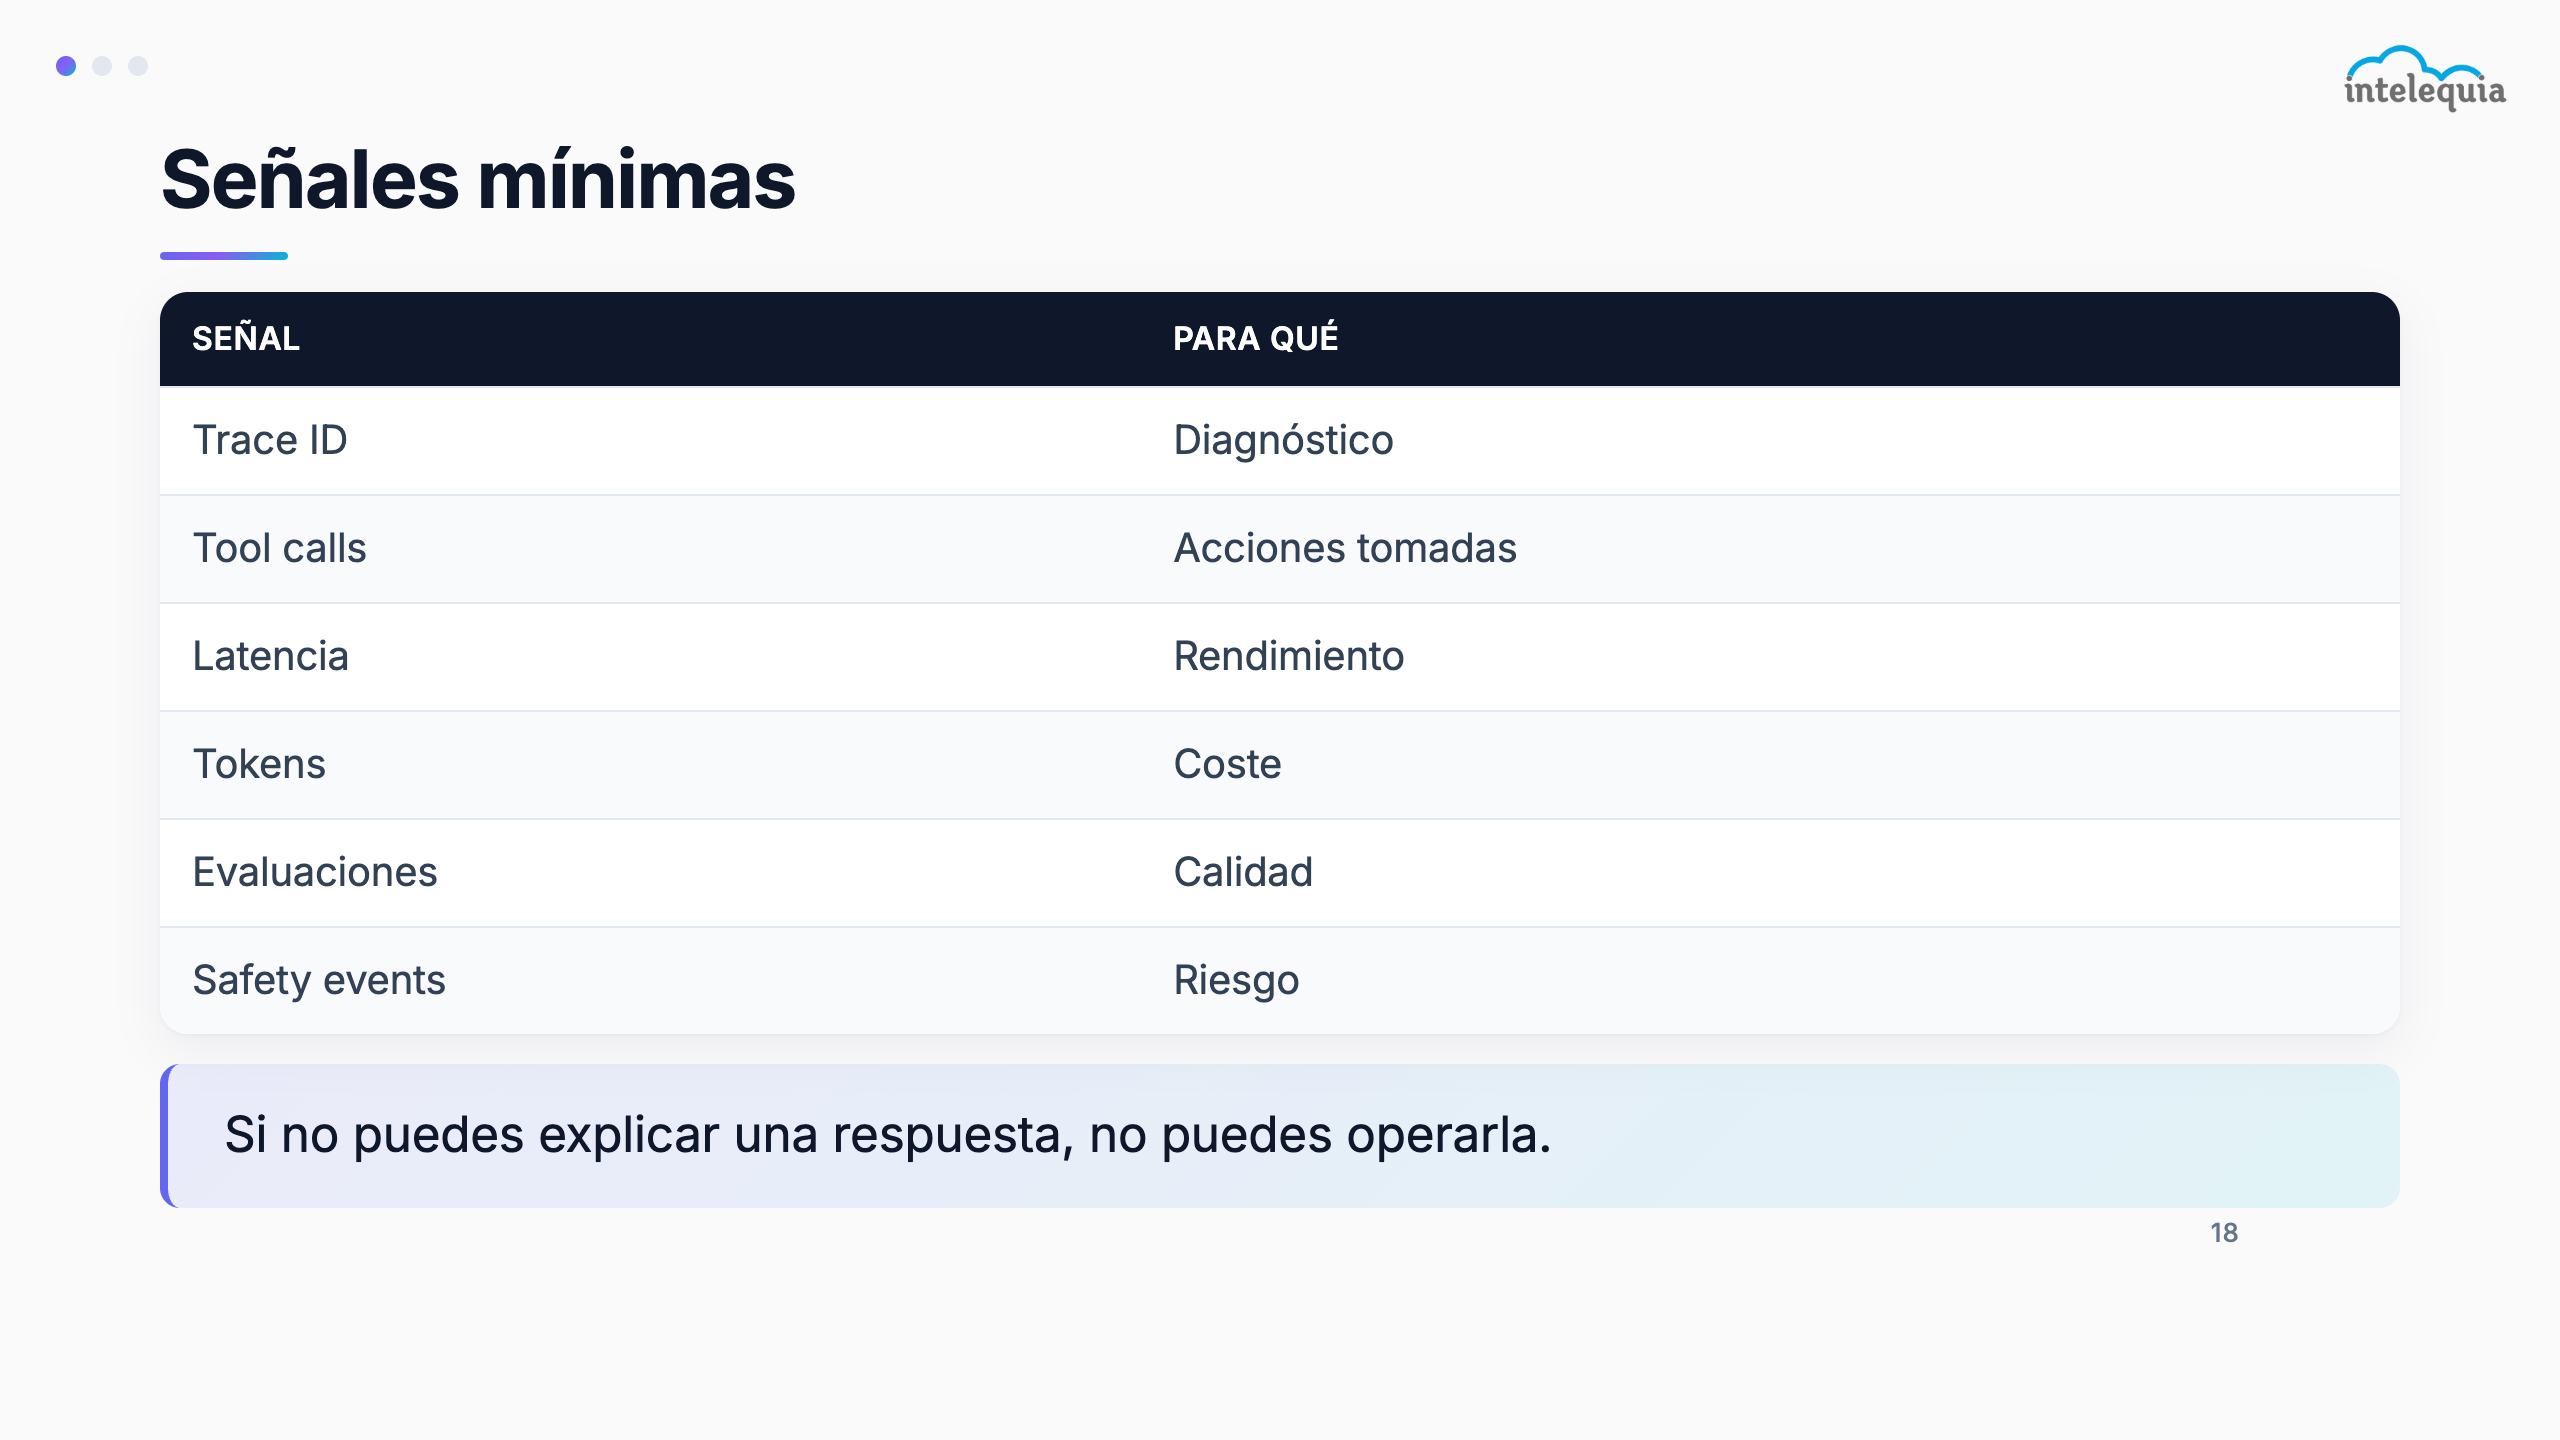 intelequia
Señales mínimas
SEÑAL PARA QUÉ
Trace ID Diagnóstico
Tool calls Acciones tomadas
Latencia Rendimiento
Tokens Coste
Evaluaciones Calidad
Safety events Riesgo
Si no puedes explicar una respuesta, no puedes operarla.
18